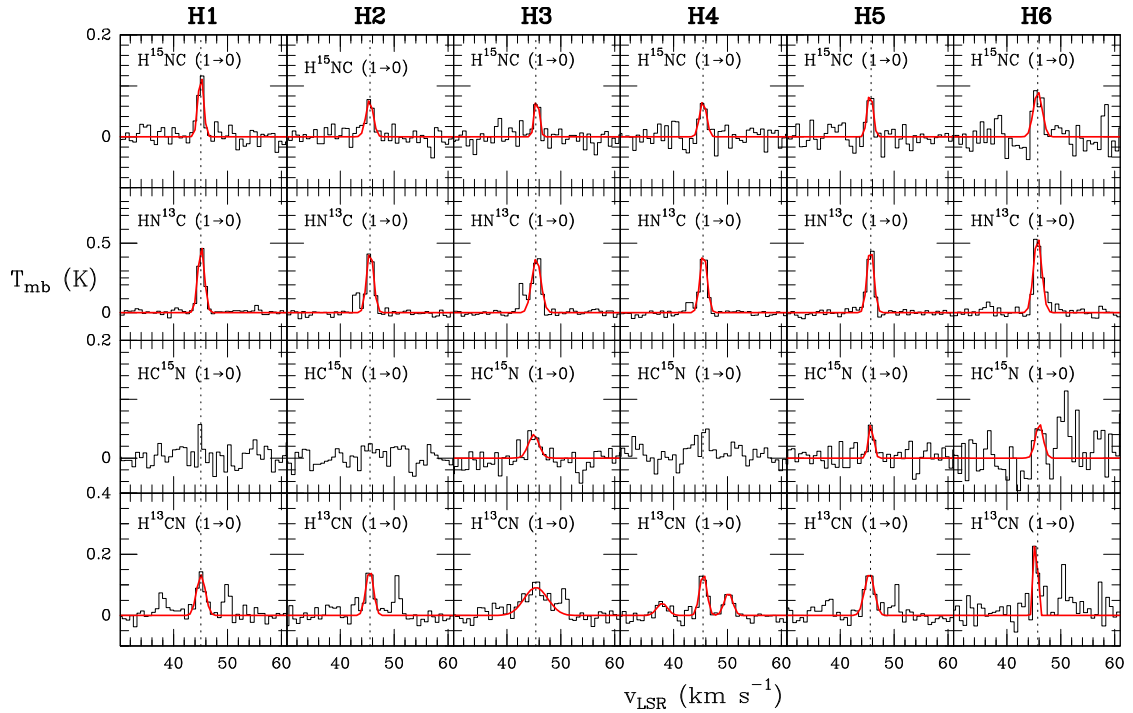 H1 H2 H3 H4 H5 H6
H¹⁵NC (1→0) H¹⁵NC (1→0) H¹⁵NC (1→0) H¹⁵NC (1→0) H¹⁵NC (1→0) H¹⁵NC (1→0)
0.2
0
HN¹³C (1→0) HN¹³C (1→0) HN¹³C (1→0) HN¹³C (1→0) HN¹³C (1→0) HN¹³C (1→0)
0.5
T_mb (K)
0
0.2
HC¹⁵N (1→0) HC¹⁵N (1→0) HC¹⁵N (1→0) HC¹⁵N (1→0) HC¹⁵N (1→0) HC¹⁵N (1→0)
0
0.4
H¹³CN (1→0) H¹³CN (1→0) H¹³CN (1→0) H¹³CN (1→0) H¹³CN (1→0) H¹³CN (1→0)
0.2
0
40 50 60 40 50 60 40 50 60 40 50 60 40 50 60 40 50 60
v_LSR (km s⁻¹)